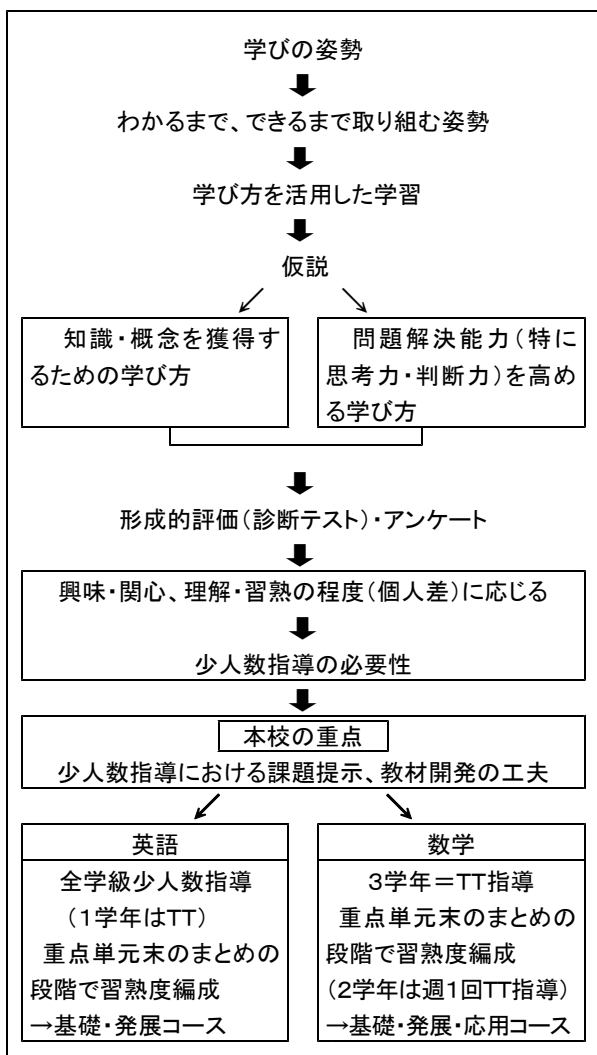 学びの姿勢
わかるまで、できるまで取り組む姿勢
学び方を活用した学習
仮説
知識・概念を獲得す
るための学び方
問題解決能力（特に
思考力・判断力）を高め
る学び方
形成的評価（診断テスト）・アンケート
興味・関心、理解・習熟の程度（個人差）に応じる
少人数指導の必要性
本校の重点
少人数指導における課題提示、教材開発の工夫
英語
全学級少人数指導
（１学年はTT）
重点単元末のまとめの
段階で習熟度編成
→基礎・発展コース
数学
３学年＝TT指導
重点単元末のまとめの
段階で習熟度編成
（２学年は週１回TT指導）
→基礎・発展・応用コース